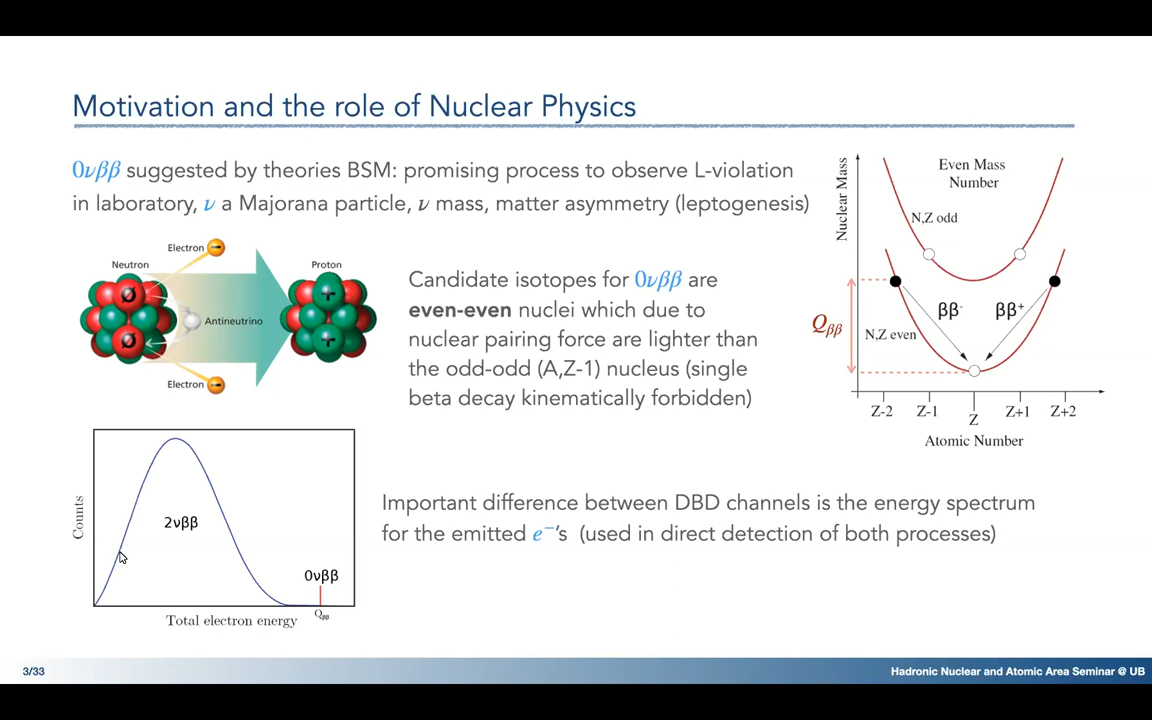 Motivation and the role of Nuclear Physics
0νββ suggested by theories BSM: promising process to observe L-violation
in laboratory, ν a Majorana particle, ν mass, matter asymmetry (leptogenesis)
Electron
Neutron
Proton
Antineutrino
Electron
Candidate isotopes for 0νββ are
even-even nuclei which due to
nuclear pairing force are lighter than
the odd-odd (A,Z-1) nucleus (single
beta decay kinematically forbidden)
Nuclear Mass
Even Mass
Number
N,Z odd
ββ⁻
ββ⁺
Qββ
N,Z even
Z-2 Z-1 Z Z+1 Z+2
Atomic Number
Counts
2νββ
0νββ
Qββ
Total electron energy
Important difference between DBD channels is the energy spectrum
for the emitted e⁻'s (used in direct detection of both processes)
3/33
Hadronic Nuclear and Atomic Area Seminar @ UB